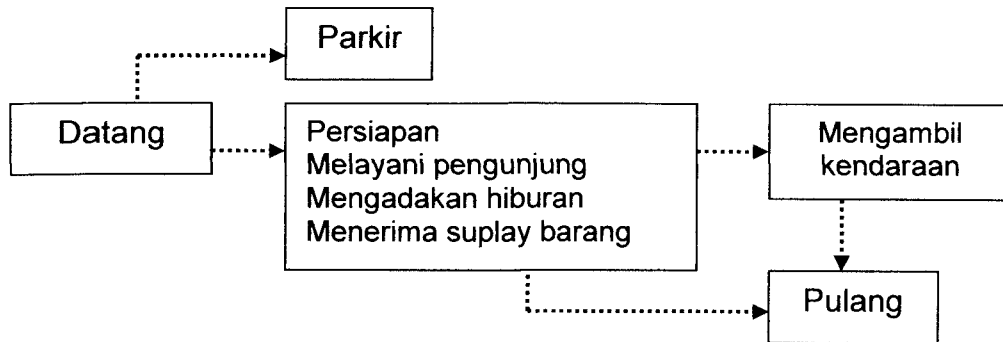 Parkir
Datang
Persiapan
Melayani pengunjung
Mengadakan hiburan
Menerima suplay barang
Mengambil
kendaraan
Pulang